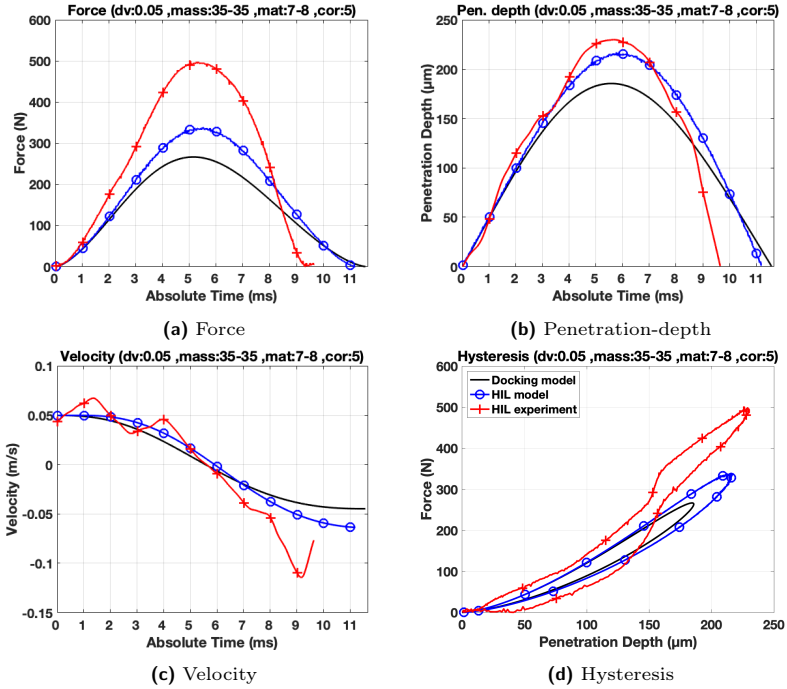 Force (dv:0.05 ,mass:35-35 ,mat:7-8 ,cor:5)
600
500
400
300
200
100
0
Force (N)
0 1 2 3 4 5 6 7 8 9 10 11
Absolute Time (ms)
(a) Force
Pen. depth (dv:0.05 ,mass:35-35 ,mat:7-8 ,cor:5)
250
200
150
100
50
0
Penetration Depth (µm)
0 1 2 3 4 5 6 7 8 9 10 11
Absolute Time (ms)
(b) Penetration-depth
Velocity (dv:0.05 ,mass:35-35 ,mat:7-8 ,cor:5)
0.1
0.05
0
-0.05
-0.1
-0.15
Velocity (m/s)
0 1 2 3 4 5 6 7 8 9 10 11
Absolute Time (ms)
(c) Velocity
Hysteresis (dv:0.05 ,mass:35-35 ,mat:7-8 ,cor:5)
Docking model
HIL model
HIL experiment
600
500
400
300
200
100
0
Force (N)
0 50 100 150 200 250
Penetration Depth (µm)
(d) Hysteresis